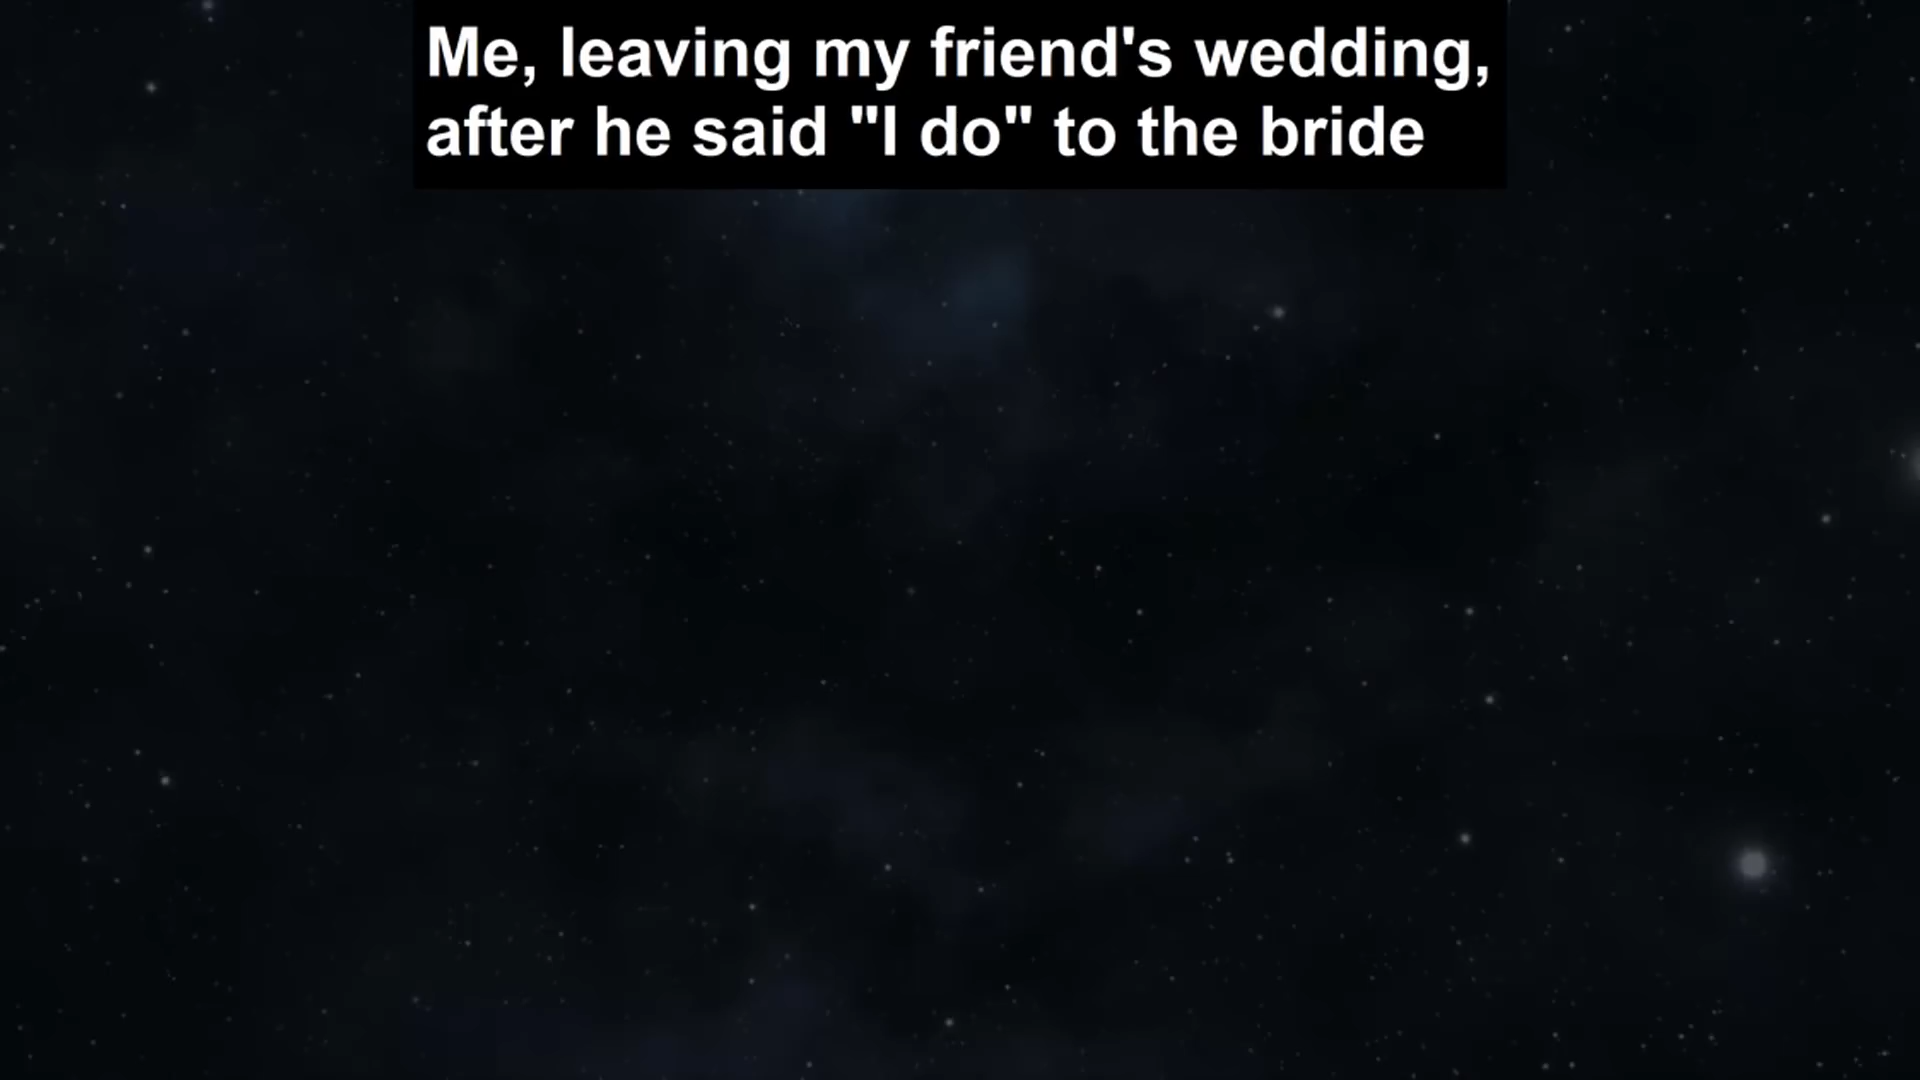 Me, leaving my friend's wedding,
after he said "I do" to the bride